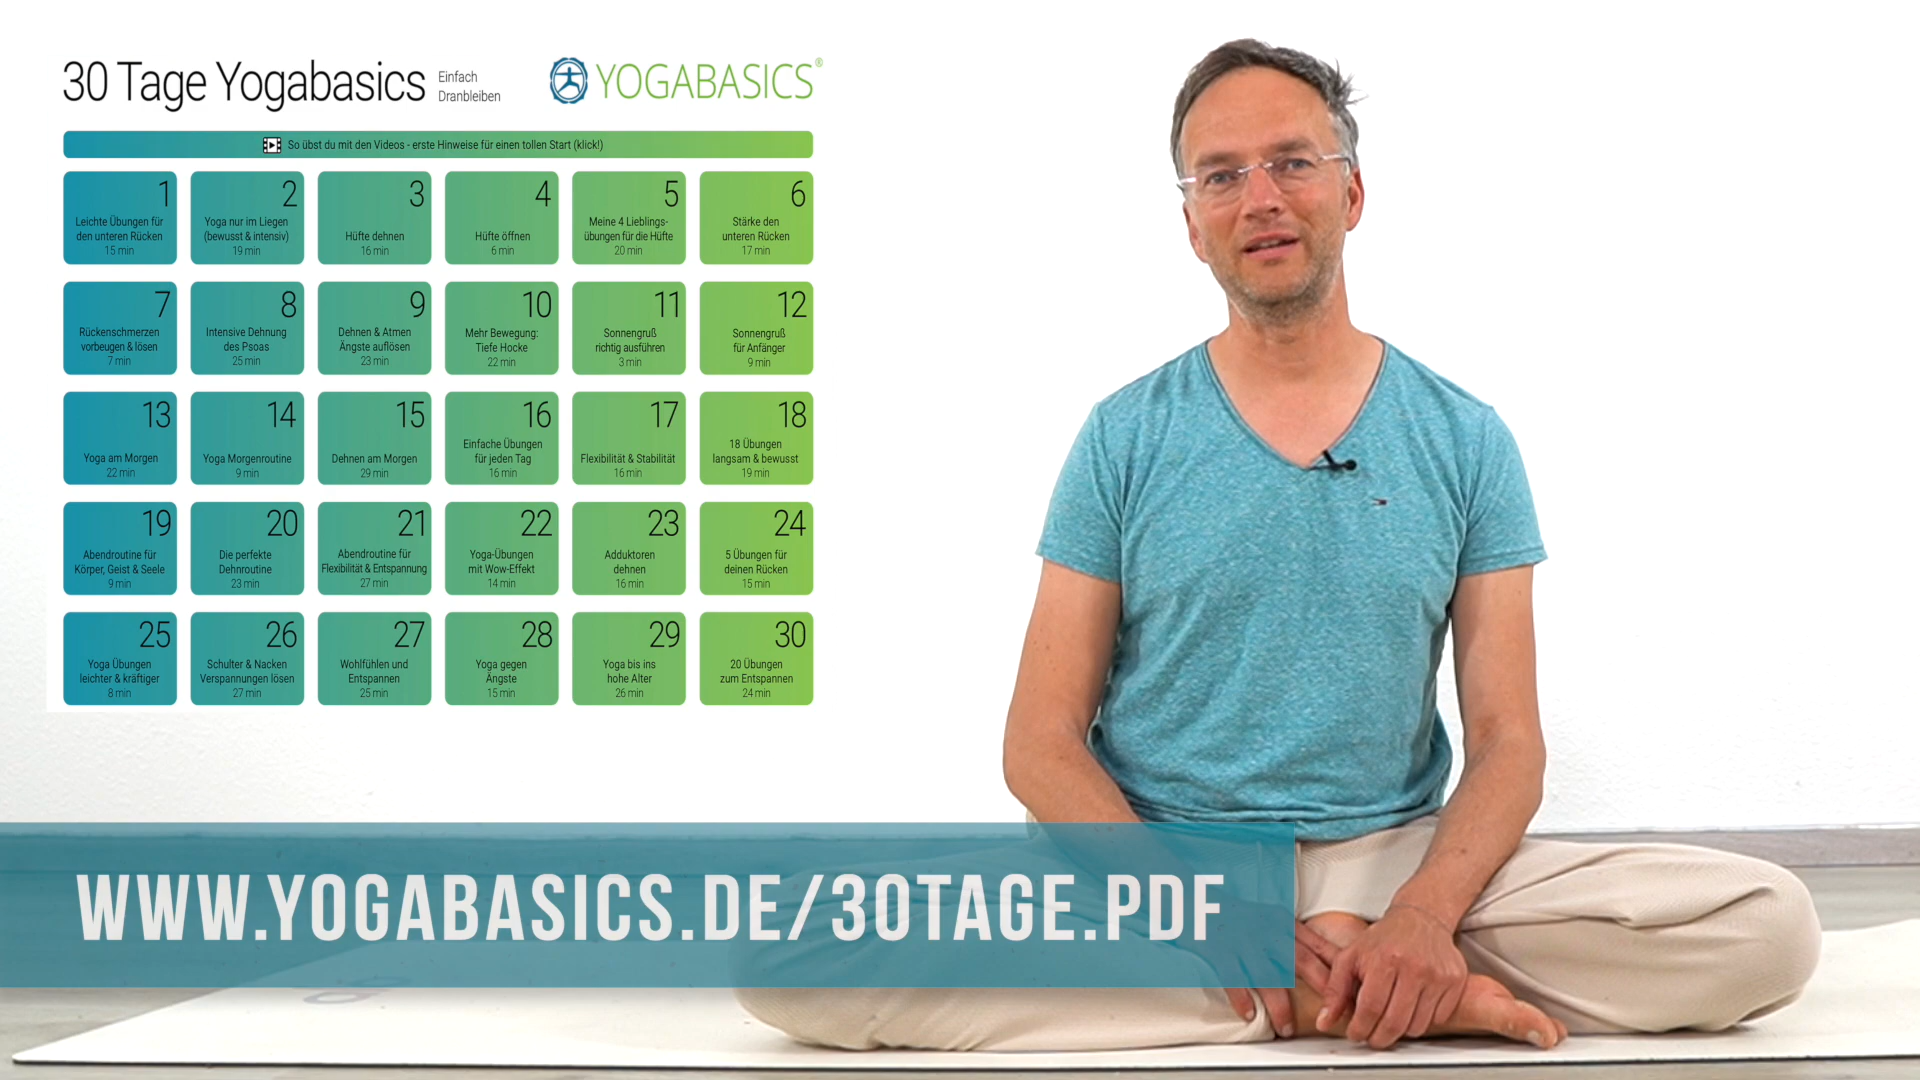 30 Tage Yogabasics
Einfach
Dranbleiben
YOGABASICS®
So übst du mit den Videos - erste Hinweise für einen tollen Start (klick!)
1
Leichte Übungen für
den unteren Rücken
15 min
2
Yoga nur im Liegen
(bewusst & intensiv)
19 min
3
Hüfte dehnen
16 min
4
Hüfte öffnen
6 min
5
Meine 4 Lieblings-
übungen für die Hüfte
20 min
6
Stärke den
unteren Rücken
17 min
7
Rückenschmerzen
vorbeugen & lösen
7 min
8
Intensive Dehnung
des Psoas
25 min
9
Dehnen & Atmen
Ängste auflösen
23 min
10
Mehr Bewegung:
Tiefe Hocke
22 min
11
Sonnengruß
richtig ausführen
3 min
12
Sonnengruß
für Anfänger
9 min
13
Yoga am Morgen
22 min
14
Yoga Morgenroutine
9 min
15
Dehnen am Morgen
29 min
16
Einfache Übungen
für jeden Tag
16 min
17
Flexibilität & Stabilität
16 min
18
18 Übungen
langsam & bewusst
19 min
19
Abendroutine für
Körper, Geist & Seele
9 min
20
Die perfekte
Dehnroutine
23 min
21
Abendroutine für
Flexibilität & Entspannung
27 min
22
Yoga-Übungen
mit Wow-Effekt
14 min
23
Adduktoren
dehnen
16 min
24
5 Übungen für
deinen Rücken
15 min
25
Yoga Übungen
leichter & kräftiger
8 min
26
Schulter & Nacken
Verspannungen lösen
27 min
27
Wohlfühlen und
Entspannen
25 min
28
Yoga gegen
Ängste
15 min
29
Yoga bis ins
hohe Alter
26 min
30
20 Übungen
zum Entspannen
24 min
WWW.YOGABASICS.DE/30TAGE.PDF